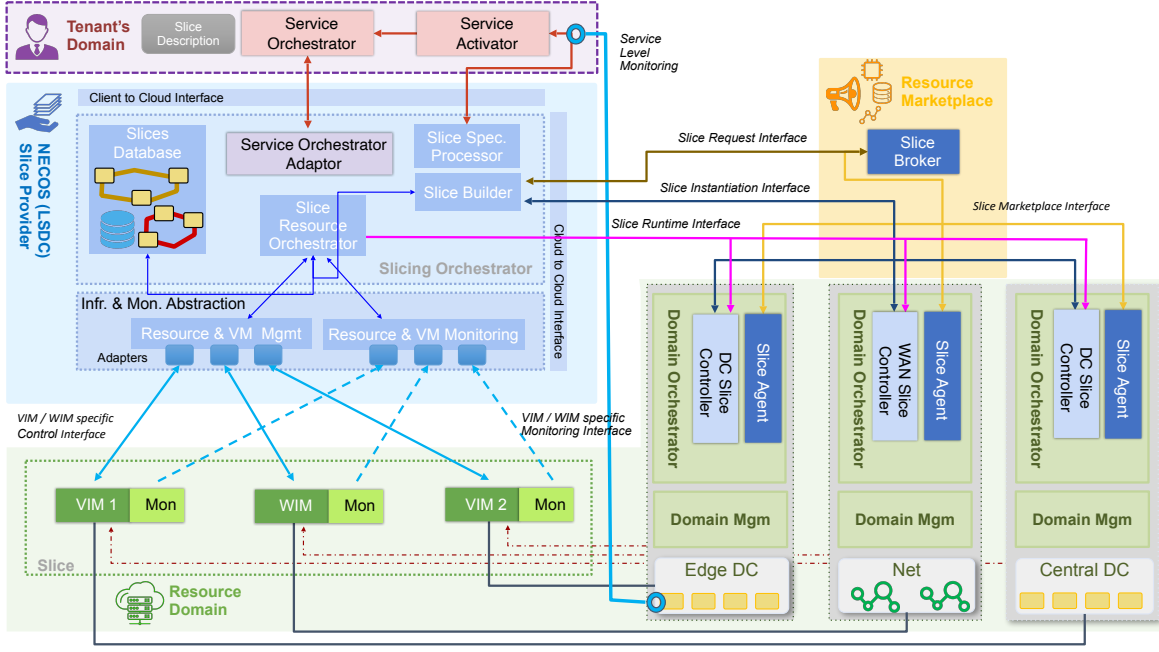 Tenant's
Domain
Slice
Description
Service
Orchestrator
Service
Activator
Service
Level
Monitoring
Client to Cloud Interface
NECOS (LSDC)
Slice Provider
Slices
Database
Service Orchestrator
Adaptor
Slice Spec.
Processor
Slice Builder
Slice
Resource
Orchestrator
Slicing Orchestrator
Cloud to Cloud Interface
Infr. & Mon. Abstraction
Resource & VM Mgmt
Resource & VM Monitoring
Adapters
Resource
Marketplace
Slice
Broker
Slice Request Interface
Slice Instantiation Interface
Slice Runtime Interface
Slice Marketplace Interface
VIM / WIM specific
Control Interface
VIM / WIM specific
Monitoring Interface
VIM 1
Mon
WIM
Mon
VIM 2
Mon
Slice
Resource
Domain
Domain Orchestrator
DC Slice
Controller
Slice Agent
Domain Mgm
Edge DC
Domain Orchestrator
WAN Slice
Controller
Slice Agent
Domain Mgm
Net
Domain Orchestrator
DC Slice
Controller
Slice Agent
Domain Mgm
Central DC